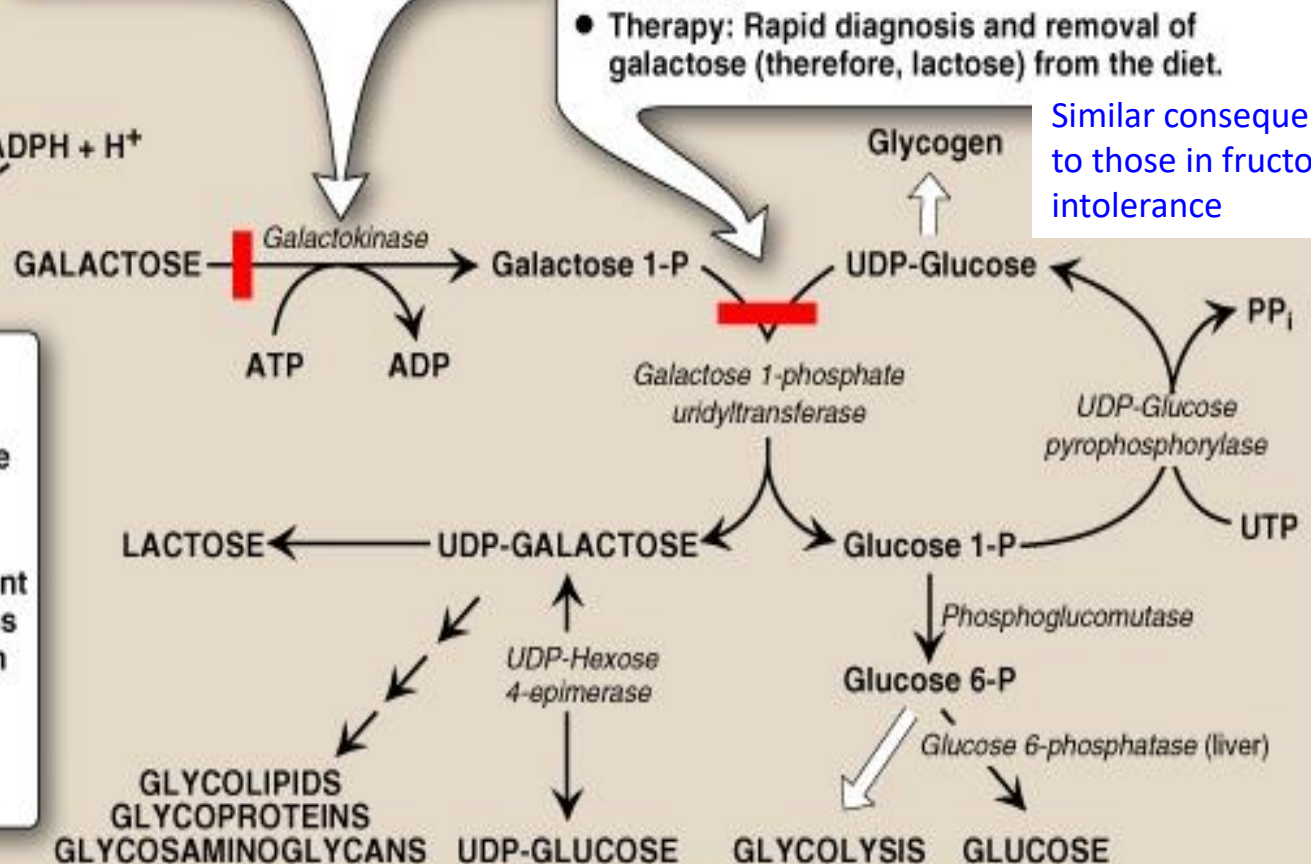 ● Therapy: Rapid diagnosis and removal of
galactose (therefore, lactose) from the diet.
Similar
to those in
intolerance
Glycogen
+ H⁺
GALACTOSE
Galactokinase
Galactose 1-P
UDP-Glucose
PPi
ATP
ADP
Galactose 1-phosphate
uridyltransferase
UDP-Glucose
pyrophosphorylase
UTP
LACTOSE
UDP-GALACTOSE
Glucose 1-P
Phosphoglucomutase
UDP-Hexose
4-epimerase
Glucose 6-P
Glucose 6-phosphatase (liver)
GLYCOLIPIDS
GLYCOPROTEINS
GLYCOSAMINOGLYCANS
UDP-GLUCOSE
GLYCOLYSIS
GLUCOSE